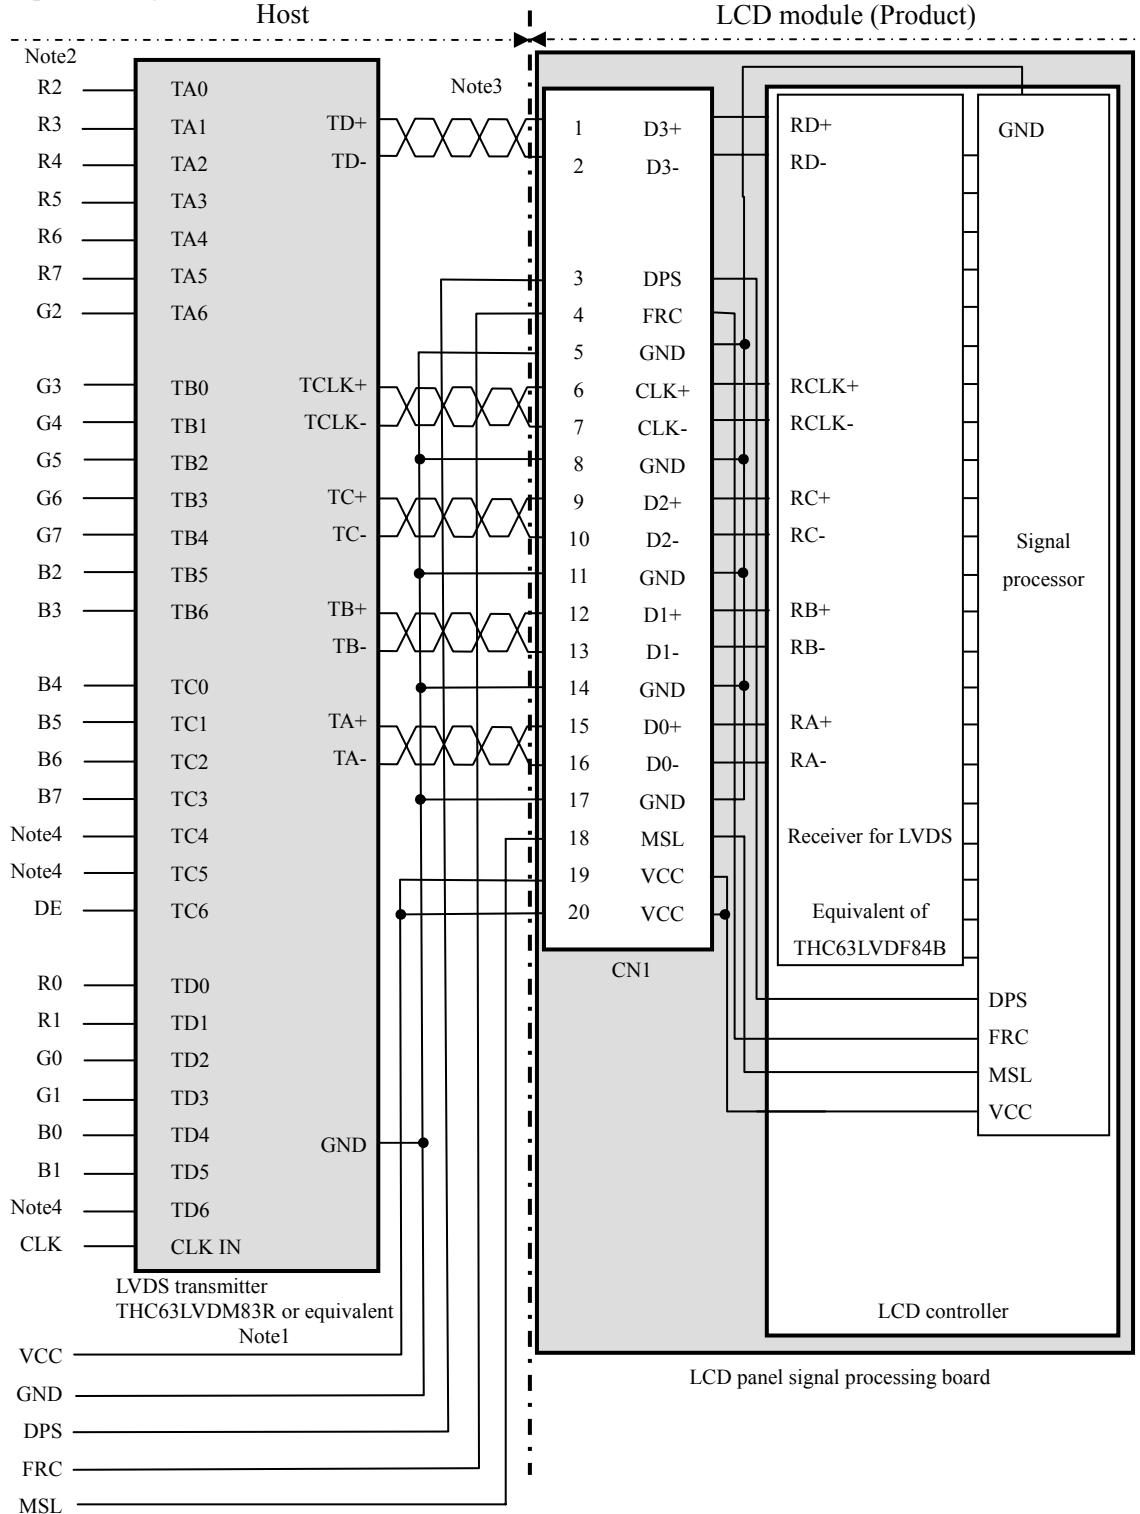 Host
LCD module (Product)
Note2
Note3
R2 TA0
R3 TA1 TD+ 1 D3+ RD+ GND
R4 TA2 TD- 2 D3- RD-
R5 TA3
R6 TA4
R7 TA5 3 DPS
G2 TA6 4 FRC
5 GND
G3 TB0 TCLK+ 6 CLK+ RCLK+
G4 TB1 TCLK- 7 CLK- RCLK-
G5 TB2 8 GND
G6 TB3 TC+ 9 D2+ RC+
G7 TB4 TC- 10 D2- RC- Signal
B2 TB5 11 GND processor
B3 TB6 TB+ 12 D1+ RB+
TB- 13 D1- RB-
B4 TC0 14 GND
B5 TC1 TA+ 15 D0+ RA+
B6 TC2 TA- 16 D0- RA-
B7 TC3 17 GND
Note4 TC4 18 MSL Receiver for LVDS
Note4 TC5 19 VCC
DE TC6 20 VCC Equivalent of
THC63LVDF84B
CN1
R0 TD0 DPS
R1 TD1 FRC
G0 TD2 MSL
G1 TD3 VCC
B0 TD4 GND
B1 TD5
Note4 TD6
CLK CLK IN
LVDS transmitter
THC63LVDM83R or equivalent
Note1
LCD controller
LCD panel signal processing board
VCC
GND
DPS
FRC
MSL